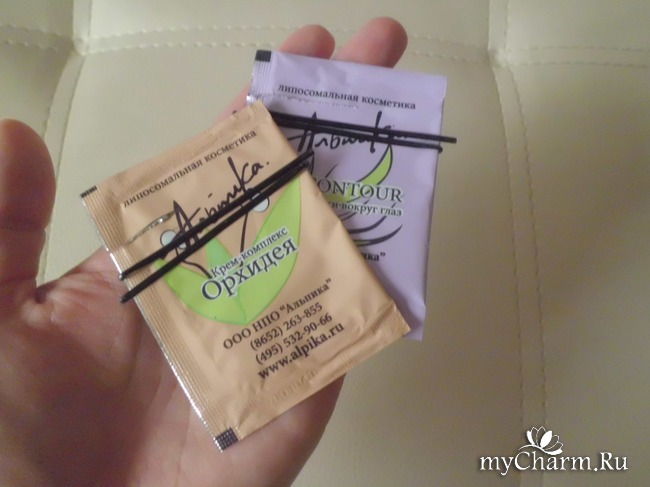 липосомальная косметика
Альпика.
Крем-комплекс
Орхидея
ООО НПО "Альпика"
(8652) 263-855
(495) 532-90-66
www.alpika.ru
липосомальная косметика
Альпика
CONTOUR
вокруг глаз
myCharm.Ru